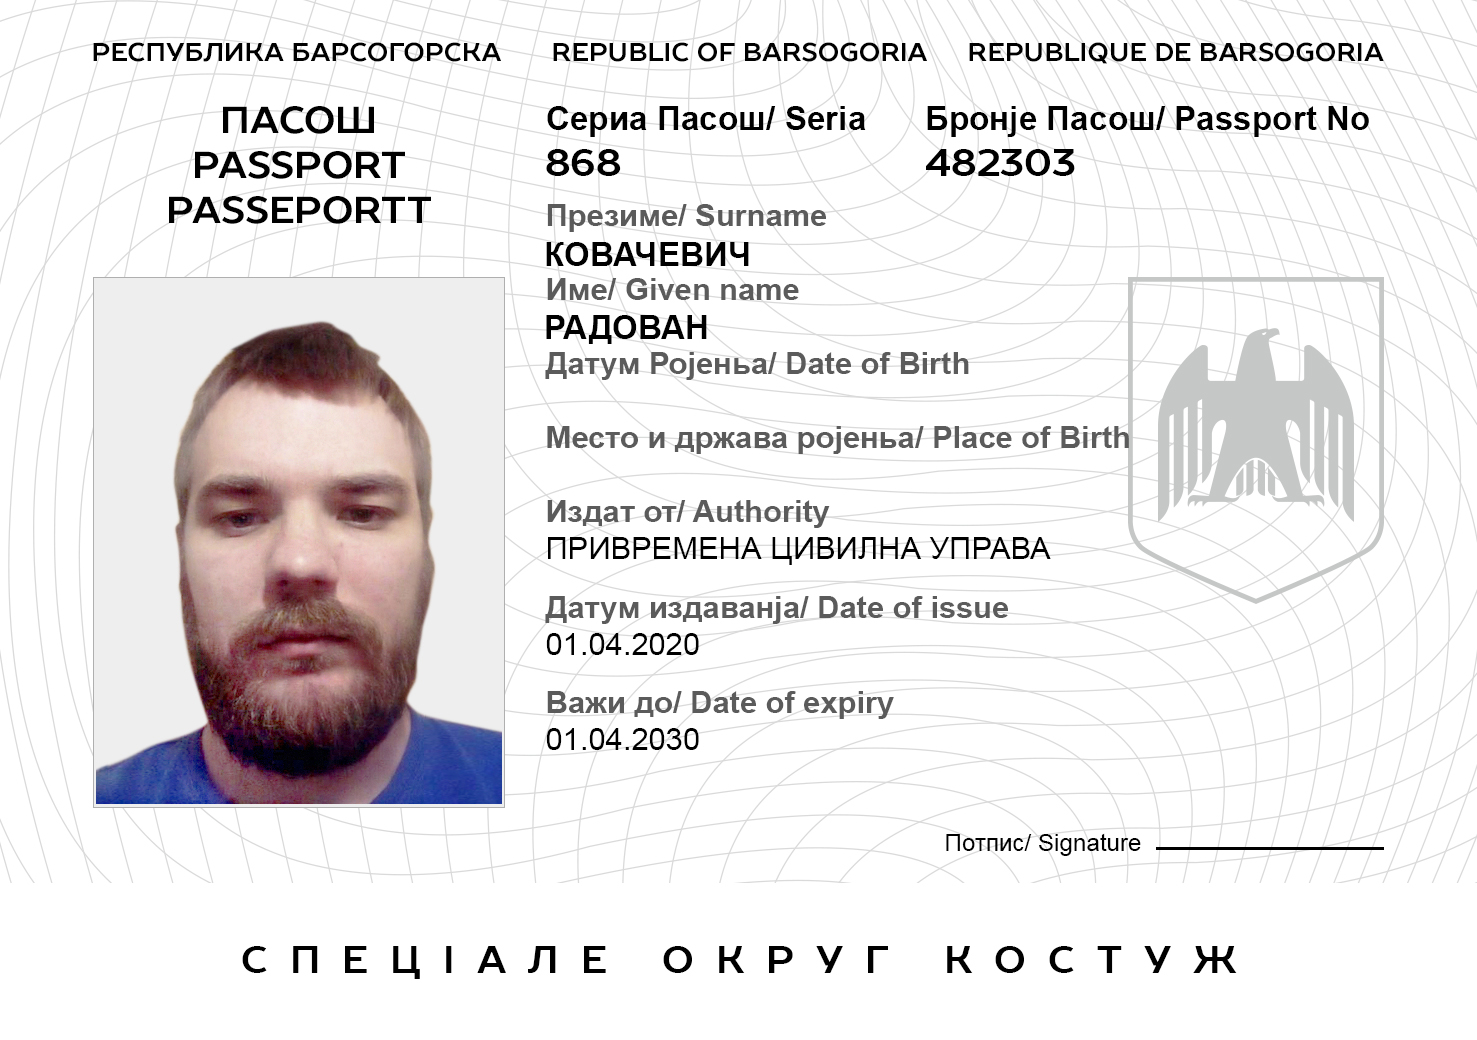 РЕСПУБЛИКА БАРСОГОРСКА REPUBLIC OF BARSOGORIA REPUBLIQUE DE BARSOGORIA
ПАСОШ
PASSPORT
PASSEPORTT
Сериа Пасош/ Seria Бронје Пасош/ Passport No
868 482303
Презиме/ Surname
КОВАЧЕВИЧ
Име/ Given name
РАДОВАН
Датум Ројења/ Date of Birth
Место и држава ројења/ Place of Birth
Издат от/ Authority
ПРИВРЕМЕНА ЦИВИЛНА УПРАВА
Датум издаванја/ Date of issue
01.04.2020
Важи до/ Date of expiry
01.04.2030
Потпис/ Signature
СПЕЦІАЛЕ ОКРУГ КОСТУЖ